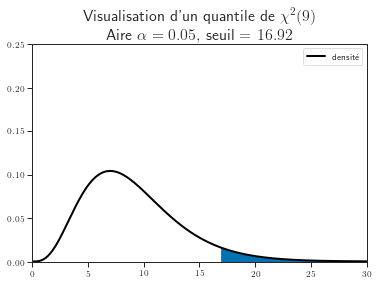 Visualisation d'un quantile de χ²(9)
Aire α = 0.05, seuil = 16.92
densité
0.25
0.20
0.15
0.10
0.05
0.00
0 5 10 15 20 25 30